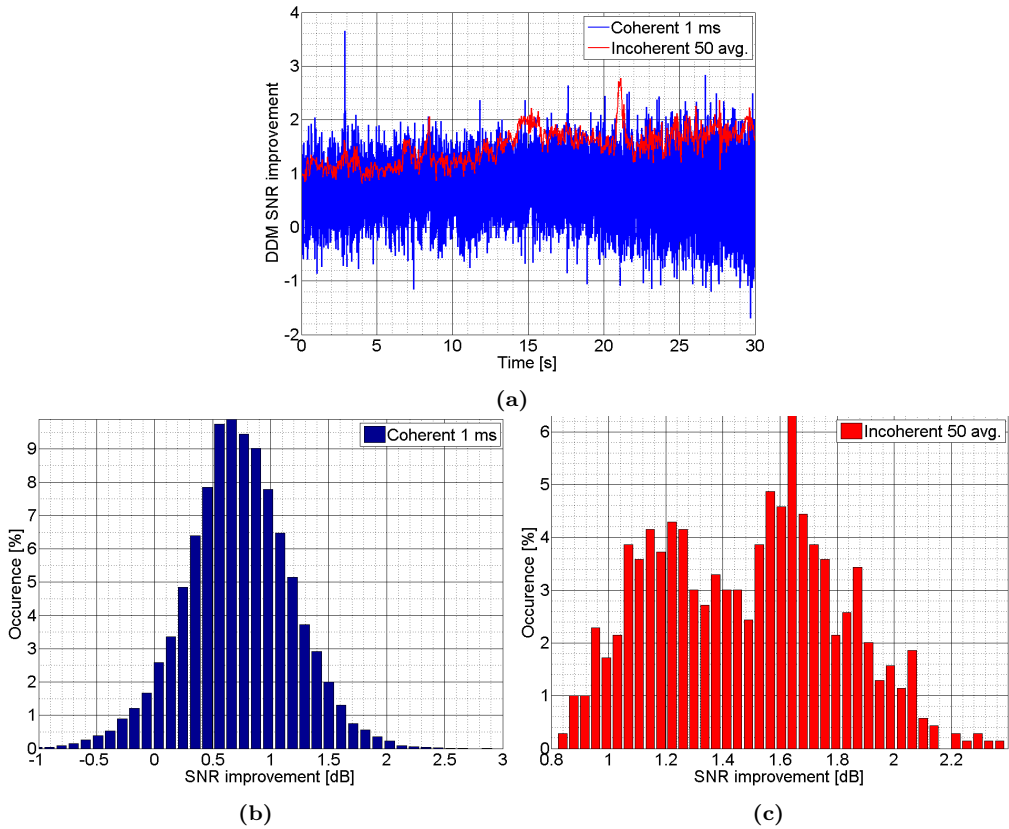 4
3
2
1
0
-1
-2
DDM SNR improvement
Coherent 1 ms
Incoherent 50 avg.
0 5 10 15 20 25 30
Time [s]
(a)
9
8
7
6
5
4
3
2
1
0
Occurence [%]
Coherent 1 ms
-1 -0.5 0 0.5 1 1.5 2 2.5 3
SNR improvement [dB]
(b)
6
5
4
3
2
1
0
Occurence [%]
Incoherent 50 avg.
0.8 1 1.2 1.4 1.6 1.8 2 2.2
SNR improvement [dB]
(c)